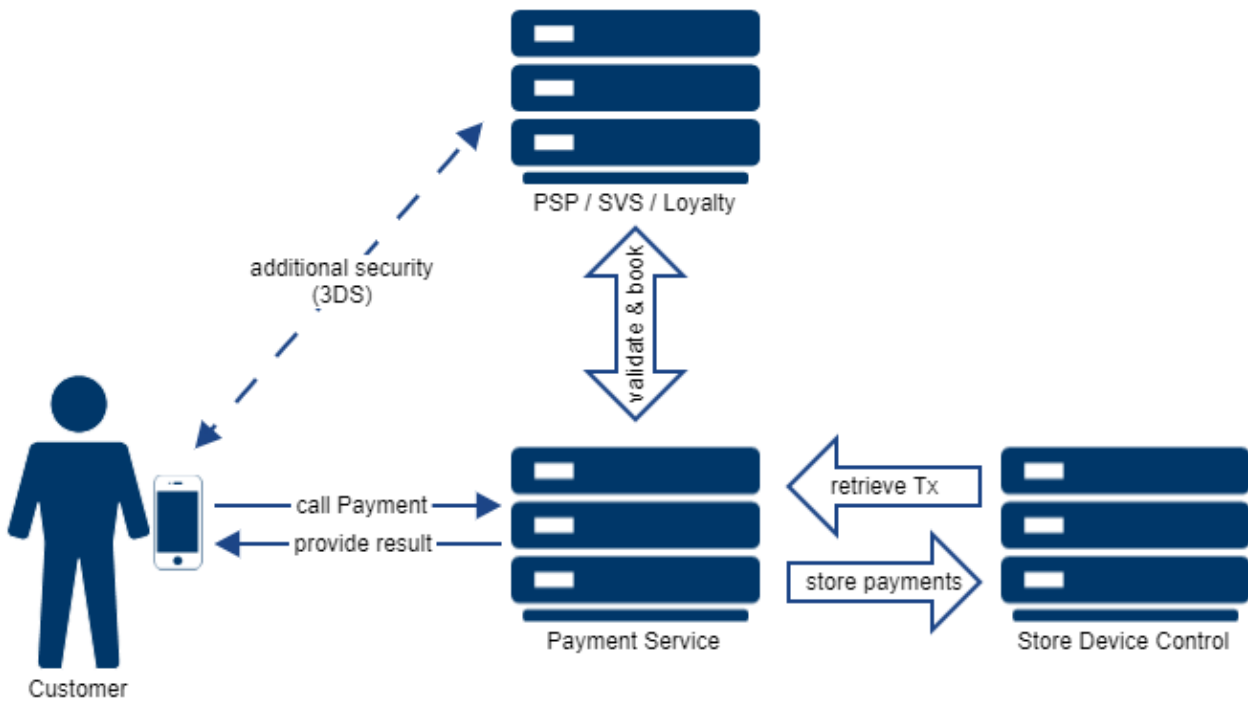 PSP / SVS / Loyalty
additional security
(3DS)
validate & book
call Payment
provide result
retrieve Tx
store payments
Payment Service
Store Device Control
Customer